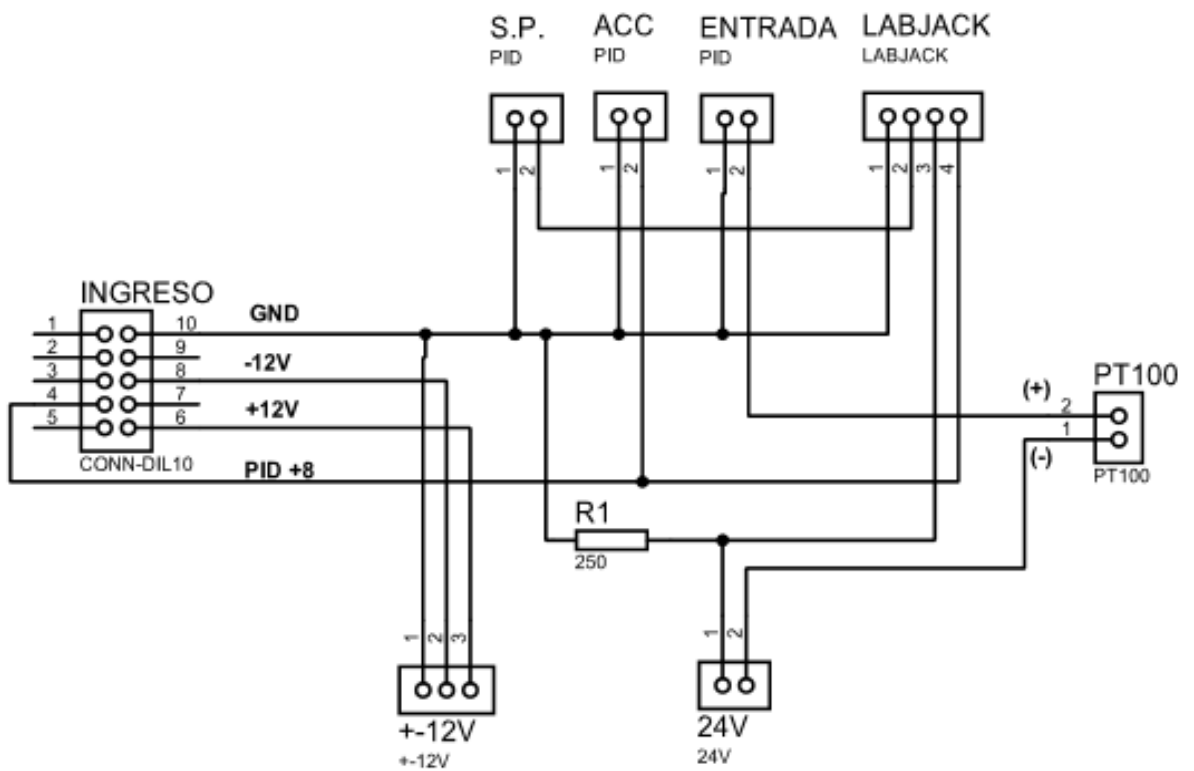 S.P. ACC ENTRADA LABJACK
PID PID PID LABJACK
1 2 1 2 1 2 1 2 3 4
INGRESO
1 10 GND
2 9
3 8 -12V
4 7
5 6 +12V
CONN-DIL10
PID +8
PT100
(+) 2
1
(-)
PT100
R1
250
1 2 3
+-12V
+-12V
1 2
24V
24V